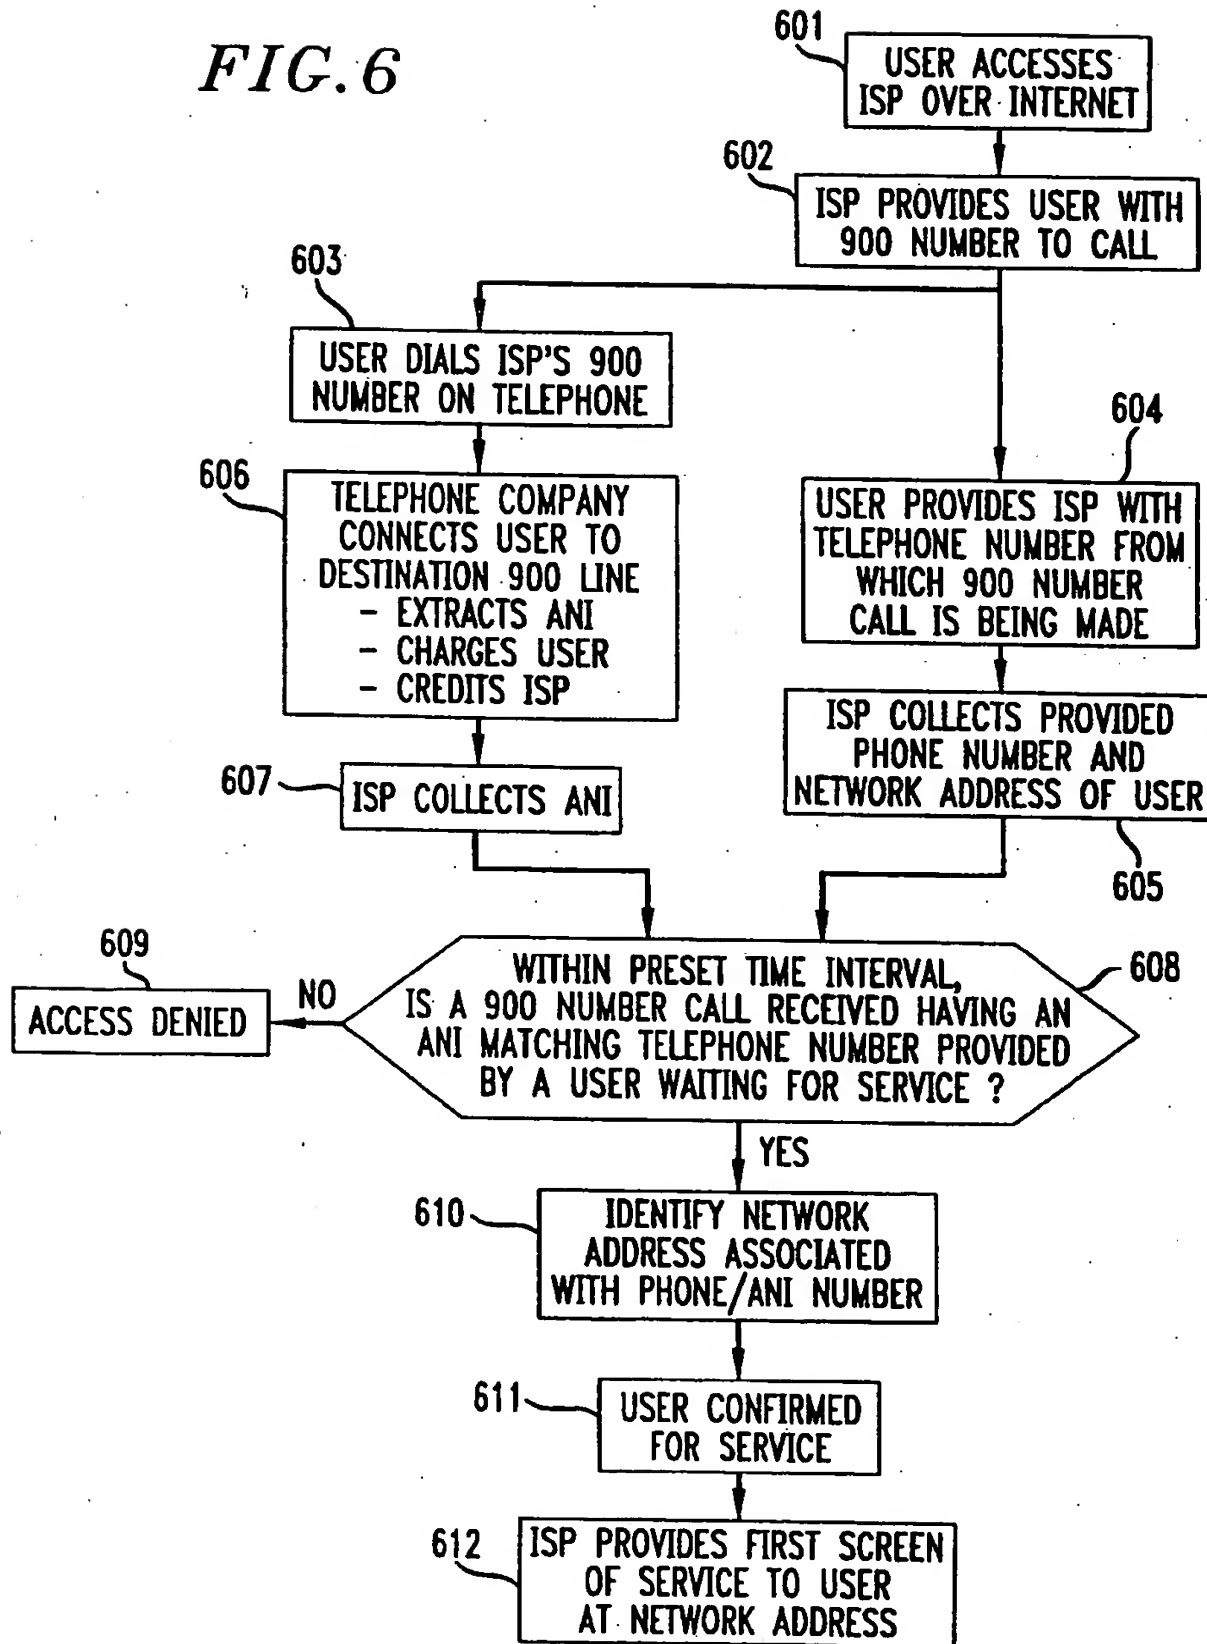 FIG. 6
601
USER ACCESSES
ISP OVER INTERNET
602
ISP PROVIDES USER WITH
900 NUMBER TO CALL
603
USER DIALS ISP'S 900
NUMBER ON TELEPHONE
604
USER PROVIDES ISP WITH
TELEPHONE NUMBER FROM
WHICH 900 NUMBER
CALL IS BEING MADE
606
TELEPHONE COMPANY
CONNECTS USER TO
DESTINATION 900 LINE
- EXTRACTS ANI
- CHARGES USER
- CREDITS ISP
ISP COLLECTS PROVIDED
PHONE NUMBER AND
NETWORK ADDRESS OF USER
605
607
ISP COLLECTS ANI
608
WITHIN PRESET TIME INTERVAL,
IS A 900 NUMBER CALL RECEIVED HAVING AN
ANI MATCHING TELEPHONE NUMBER PROVIDED
BY A USER WAITING FOR SERVICE ?
NO
609
ACCESS DENIED
YES
610
IDENTIFY NETWORK
ADDRESS ASSOCIATED
WITH PHONE/ANI NUMBER
611
USER CONFIRMED
FOR SERVICE
612
ISP PROVIDES FIRST SCREEN
OF SERVICE TO USER
AT NETWORK ADDRESS